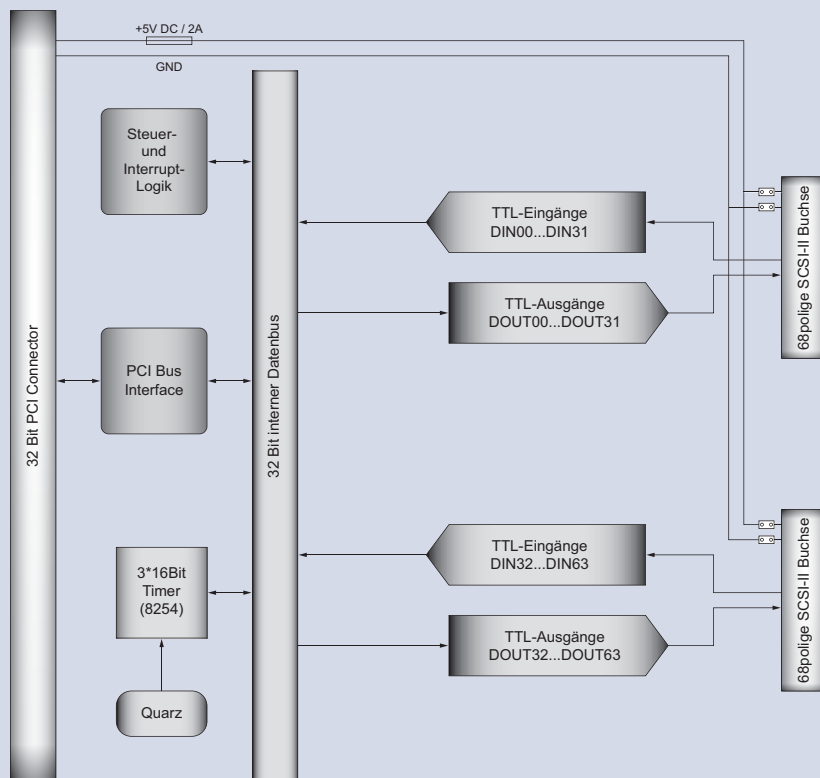 +5V DC / 2A
GND
Steuer-
und
Interrupt-
Logik
TTL-Eingänge
DIN00...DIN31
TTL-Ausgänge
DOUT00...DOUT31
68polige SCSI-II Buchse
32 Bit PCI Connector
PCI Bus
Interface
32 Bit interner Datenbus
3*16Bit
Timer
(8254)
Quarz
TTL-Eingänge
DIN32...DIN63
TTL-Ausgänge
DOUT32...DOUT63
68polige SCSI-II Buchse